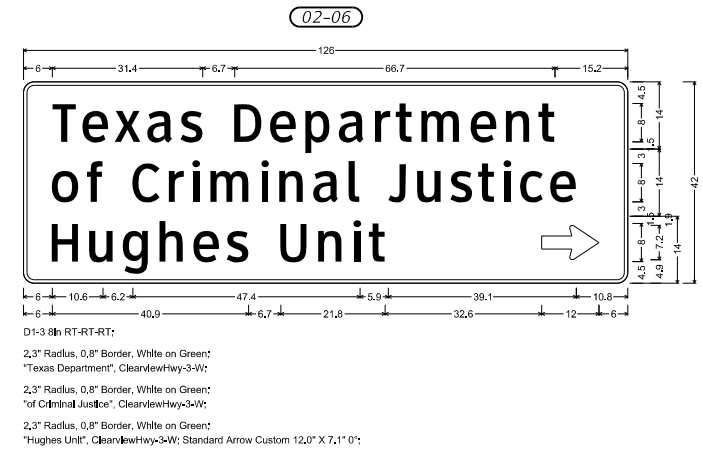 02-06
126
6 31.4 6.7 66.7 15.2
Texas Department
of Criminal Justice
Hughes Unit
4.5 8 1.5 14
3 8 3 14 42
1.5 1.9
8 7.2 14
4.5 4.9
6 10.6 6.2 47.4 5.9 39.1 10.8
6 40.9 6.7 21.8 32.6 12 6
D1-3 8in RT-RT-RT;
2.3" Radius, 0.8" Border, White on Green;
"Texas Department", ClearviewHwy-3-W;
2.3" Radius, 0.8" Border, White on Green;
"of Criminal Justice", ClearviewHwy-3-W;
2.3" Radius, 0.8" Border, White on Green;
"Hughes Unit", ClearviewHwy-3-W; Standard Arrow Custom 12.0" X 7.1" 0°;